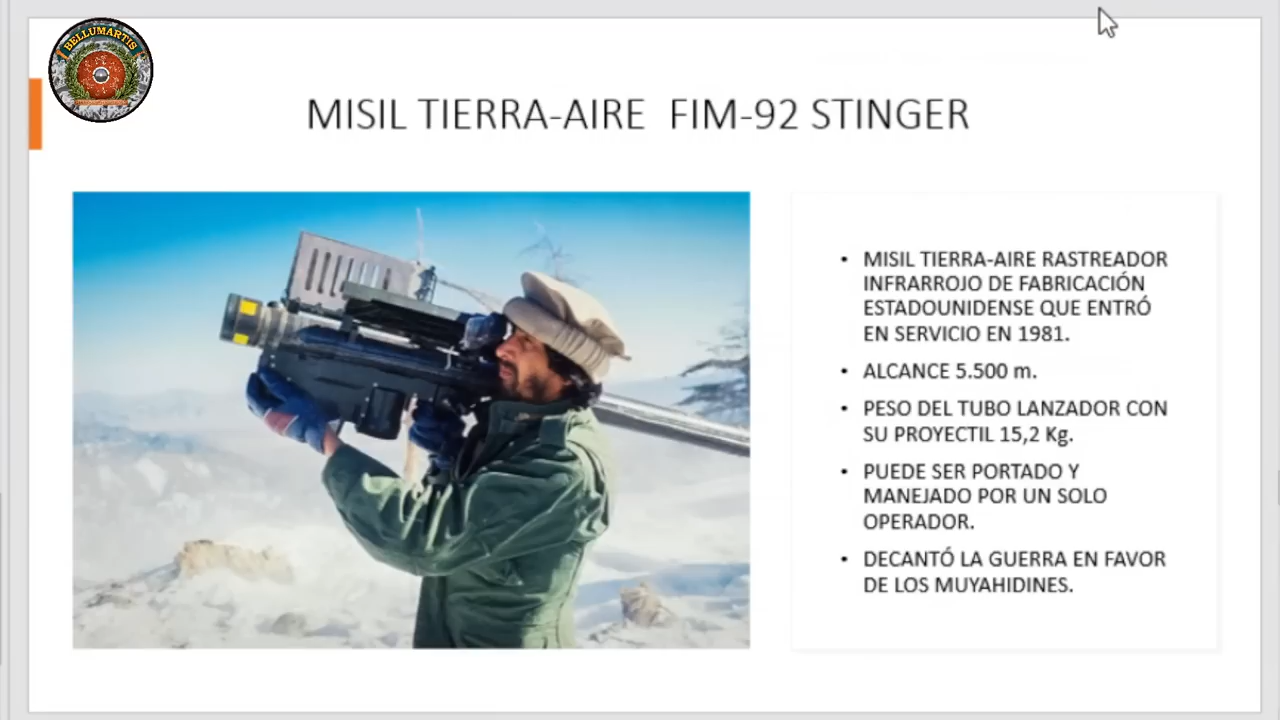 BELLUMARTIS
MISIL TIERRA-AIRE FIM-92 STINGER
• MISIL TIERRA-AIRE RASTREADOR
INFRARROJO DE FABRICACIÓN
ESTADOUNIDENSE QUE ENTRÓ
EN SERVICIO EN 1981.
• ALCANCE 5.500 m.
• PESO DEL TUBO LANZADOR CON
SU PROYECTIL 15,2 Kg.
• PUEDE SER PORTADO Y
MANEJADO POR UN SOLO
OPERADOR.
• DECANTÓ LA GUERRA EN FAVOR
DE LOS MUYAHIDINES.